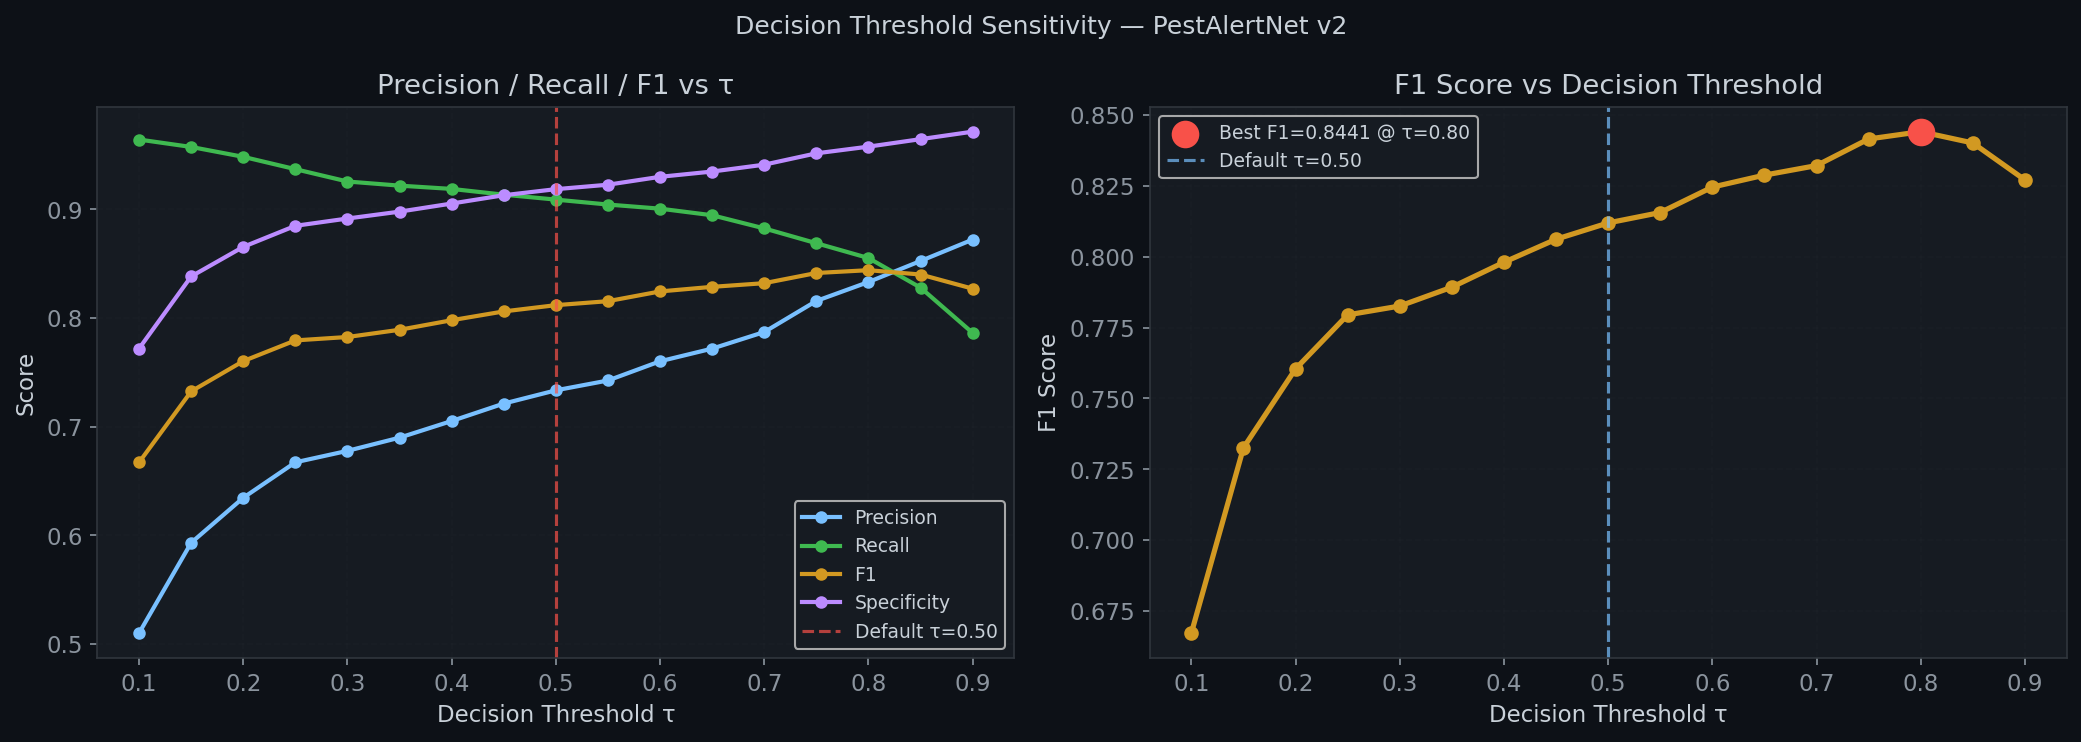 Decision Threshold Sensitivity — PestAlertNet v2
Precision / Recall / F1 vs τ
Score
0.9
0.8
0.7
0.6
0.5
Precision
Recall
F1
Specificity
Default τ=0.50
0.1 0.2 0.3 0.4 0.5 0.6 0.7 0.8 0.9
Decision Threshold τ
F1 Score vs Decision Threshold
F1 Score
0.850
0.825
0.800
0.775
0.750
0.725
0.700
0.675
Best F1=0.8441 @ τ=0.80
Default τ=0.50
0.1 0.2 0.3 0.4 0.5 0.6 0.7 0.8 0.9
Decision Threshold τ